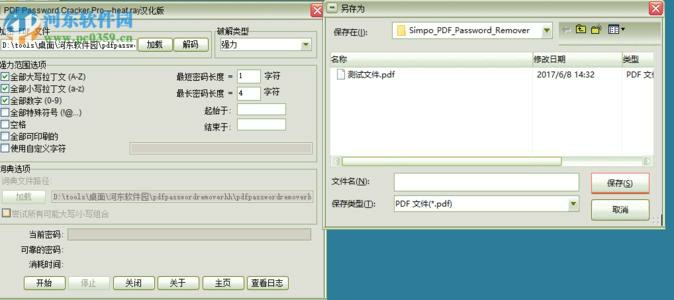 PDF Password Cracker Pro—heat.ray汉化版
河东软件园
www.pc0359.cn
PDF 文件
破解类型
D:\tools\桌面\河东软件园\pdfpassw
加载
解码
强力
强力范围选项
全部大写拉丁文 (A-Z)
全部小写拉丁文 (a-z)
全部数字 (0-9)
全部特殊符号 (!@...)
空格
全部可印刷的
使用自定义字符
最短密码长度 = 1 字符
最长密码长度 = 4 字符
起始于:
结束于:
词典选项
词典文件路径:
加载
D:\tools\桌面\河东软件园\pdfpasswordremoverhh\pdfpasswordremoverh
尝试所有可能大写/小写组合
当前密码:
可靠的密码:
消耗时间:
开始 停止 关闭 关于 主页 查看日志
另存为
保存在(I):
Simpo_PDF_Password_Remover
名称 修改日期 类型
测试文件.pdf 2017/6/8 14:32 PDF 文
文件名(N):
保存(S)
保存类型(T):
PDF 文件(*.pdf)
取消